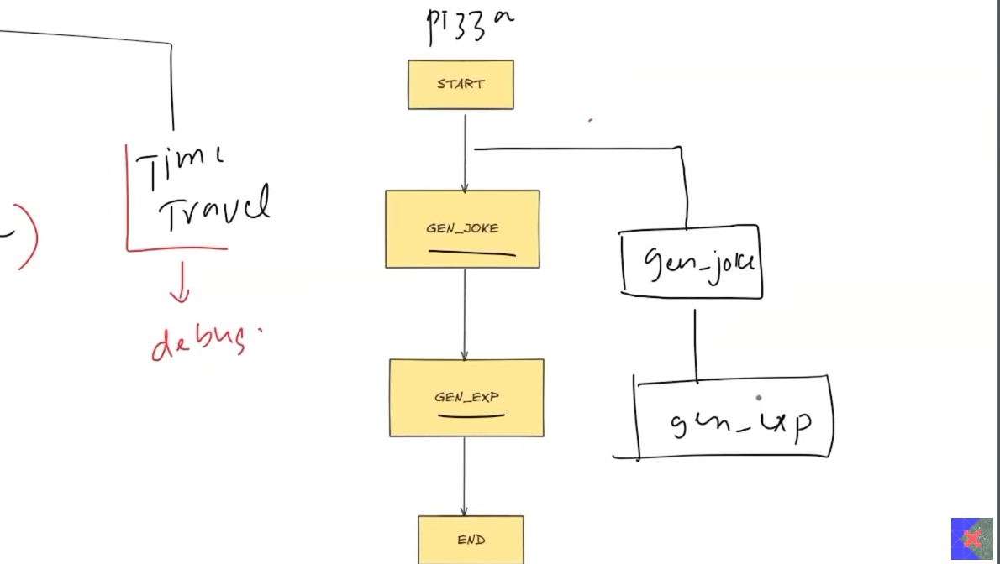 pizza
START
Time
Travel
GEN_JOKE
gen_joke
debug.
GEN_EXP
gen_exp
END